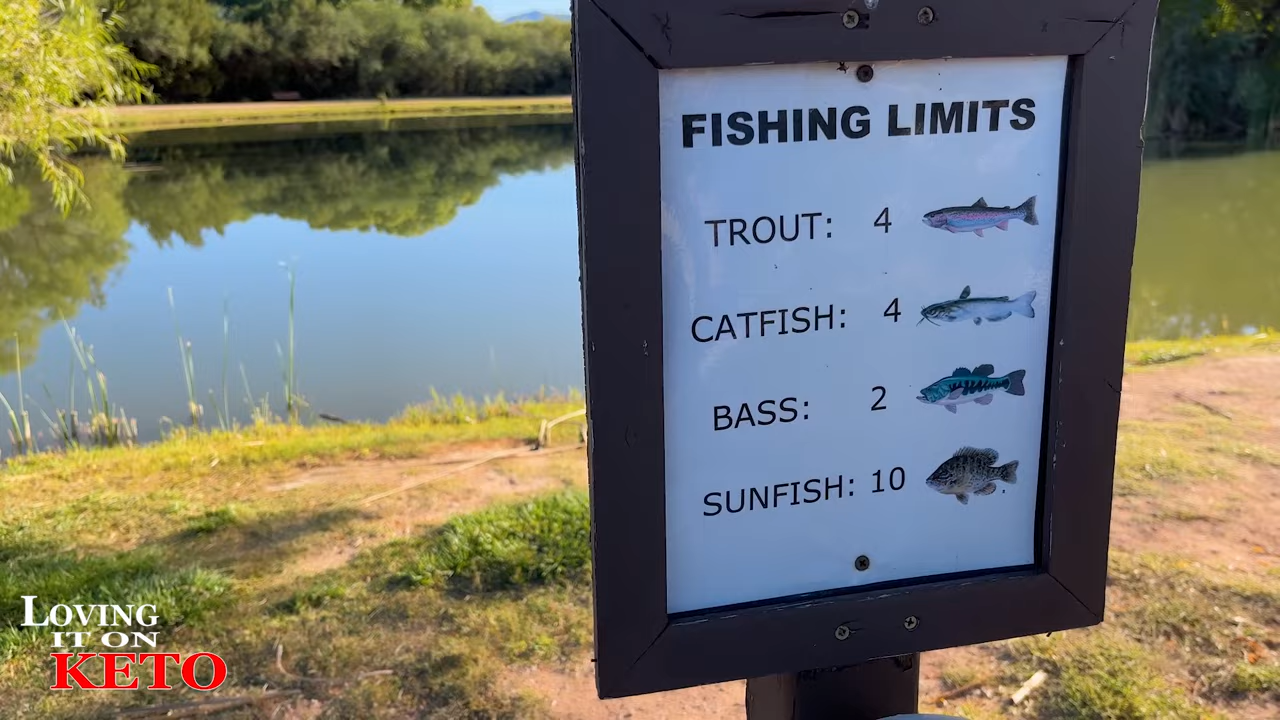 FISHING LIMITS
TROUT: 4
CATFISH: 4
BASS: 2
SUNFISH: 10
LOVING
IT ON
KETO